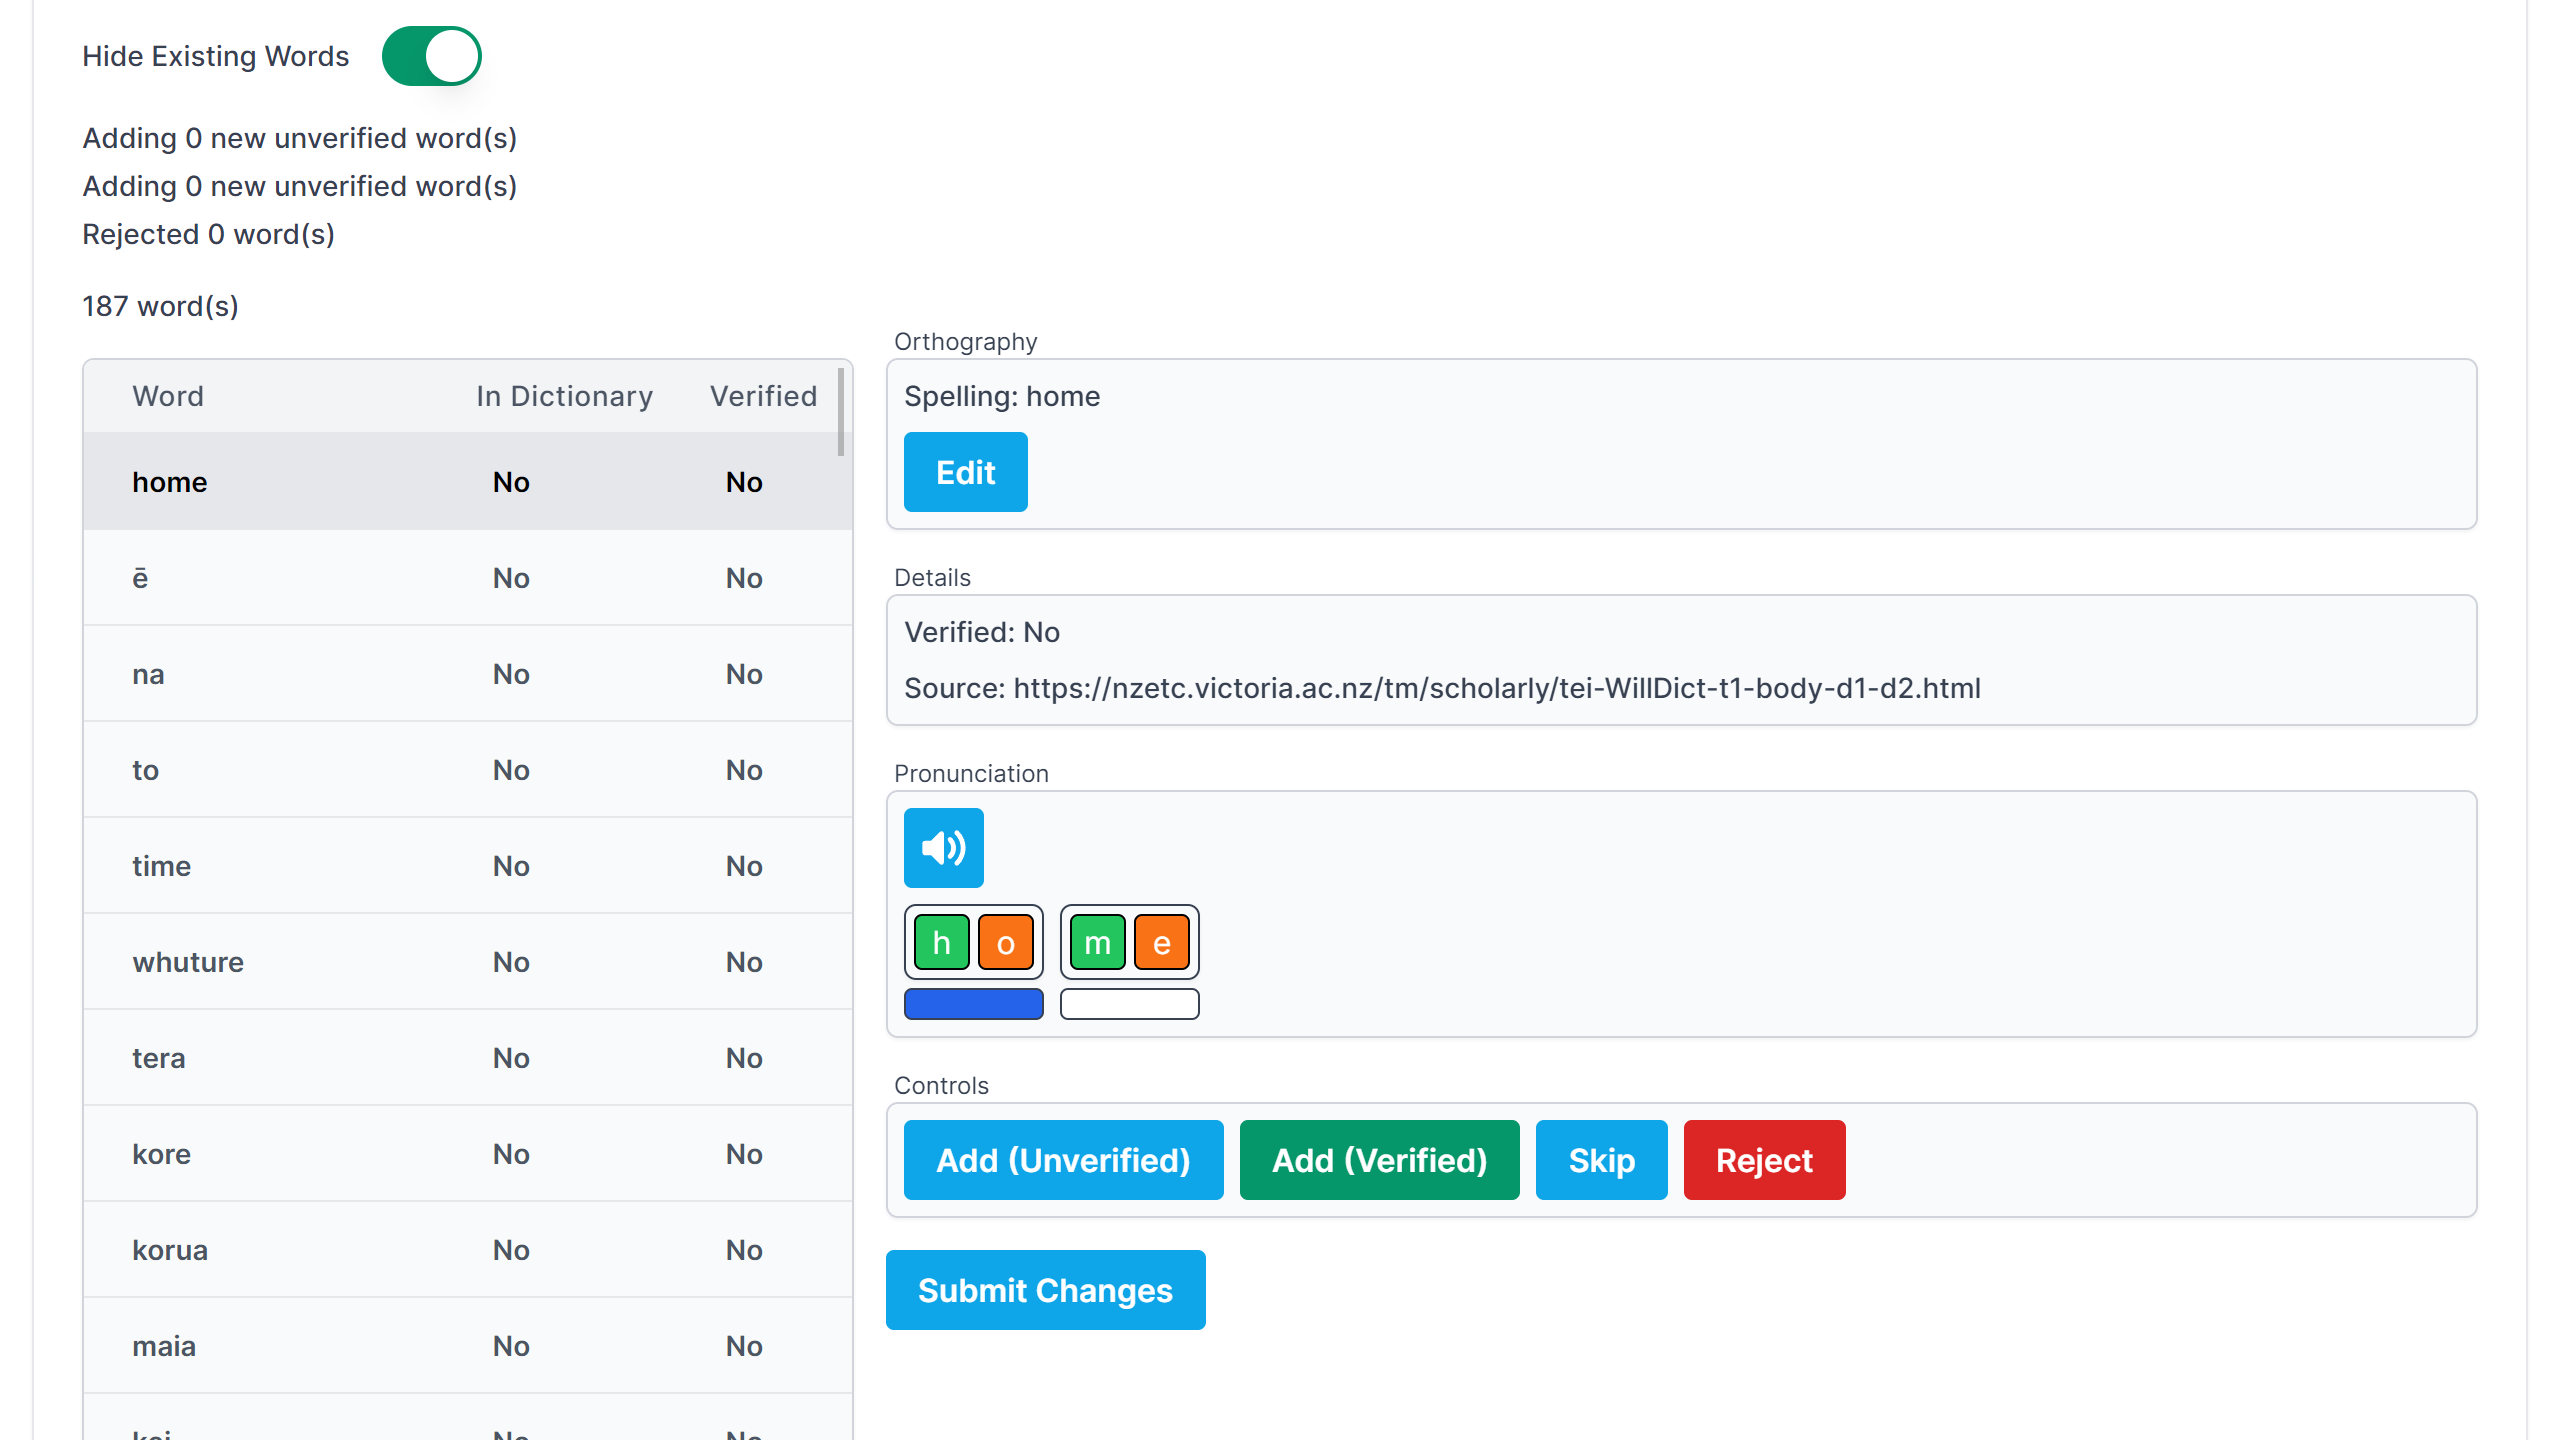 Hide Existing Words
Adding 0 new unverified word(s)
Adding 0 new unverified word(s)
Rejected 0 word(s)
187 word(s)
Word In Dictionary Verified
home No No
ē No No
na No No
to No No
time No No
whuture No No
tera No No
kore No No
korua No No
maia No No
Orthography
Spelling: home
Edit
Details
Verified: No
Source: https://nzetc.victoria.ac.nz/tm/scholarly/tei-WillDict-t1-body-d1-d2.html
Pronunciation
h o m e
Controls
Add (Unverified) Add (Verified) Skip Reject
Submit Changes